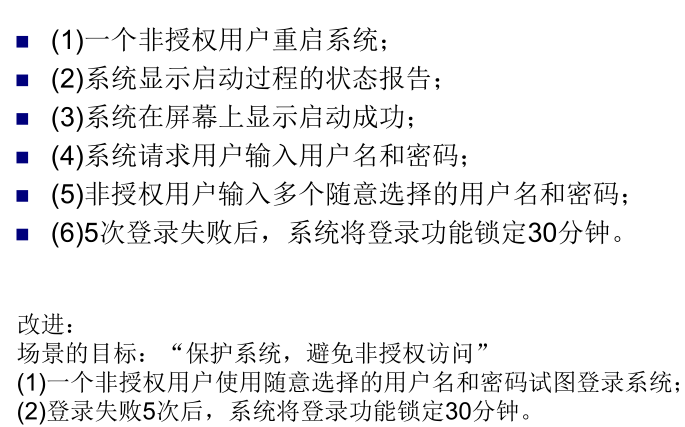 (1)一个非授权用户重启系统；
(2)系统显示启动过程的状态报告；
(3)系统在屏幕上显示启动成功；
(4)系统请求用户输入用户名和密码；
(5)非授权用户输入多个随意选择的用户名和密码；
(6)5次登录失败后，系统将登录功能锁定30分钟。
改进：
场景的目标：“保护系统，避免非授权访问”
(1)一个非授权用户使用随意选择的用户名和密码试图登录系统；
(2)登录失败5次后，系统将登录功能锁定30分钟。